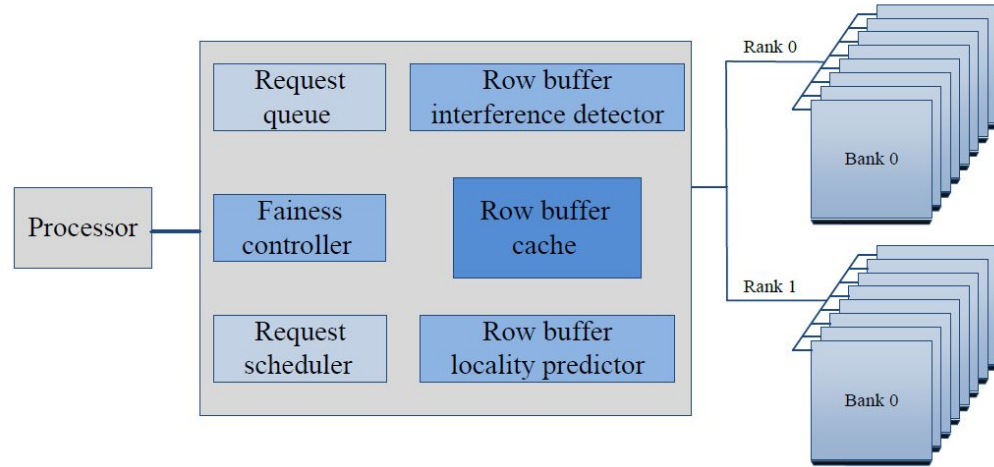 Processor
Request
queue
Row buffer
interference detector
Fainess
controller
Row buffer
cache
Request
scheduler
Row buffer
locality predictor
Rank 0
Bank 0
Rank 1
Bank 0